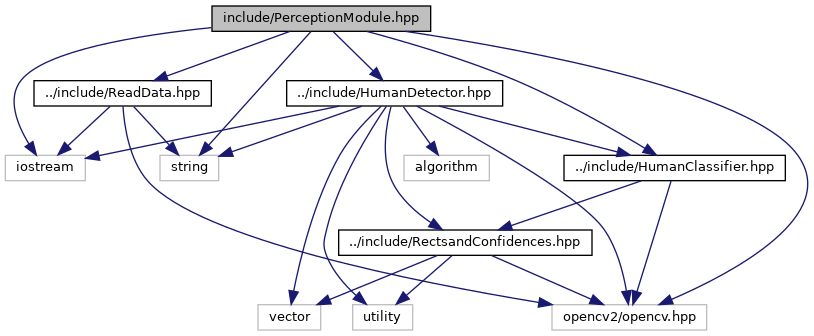 include/PerceptionModule.hpp
../include/ReadData.hpp
../include/HumanDetector.hpp
iostream
string
algorithm
../include/HumanClassifier.hpp
../include/RectsandConfidences.hpp
vector
utility
opencv2/opencv.hpp